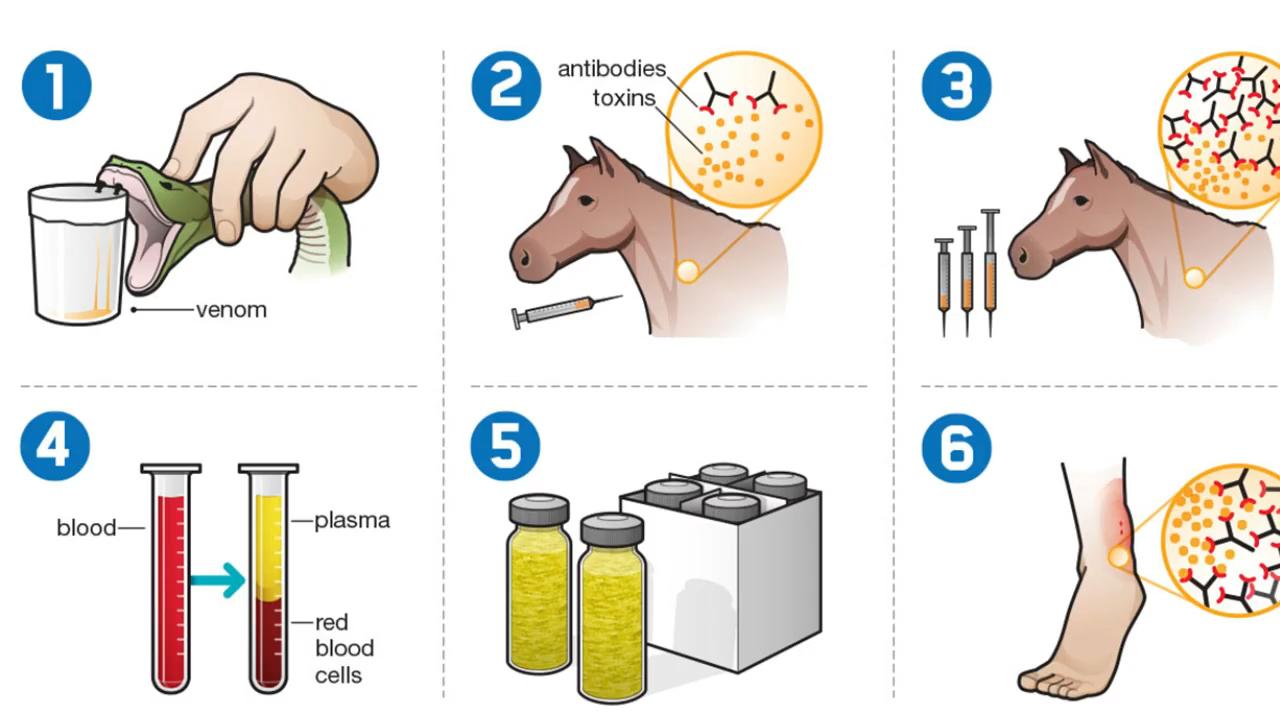 1
venom
2
antibodies
toxins
3
4
blood
plasma
red
blood
cells
5
6